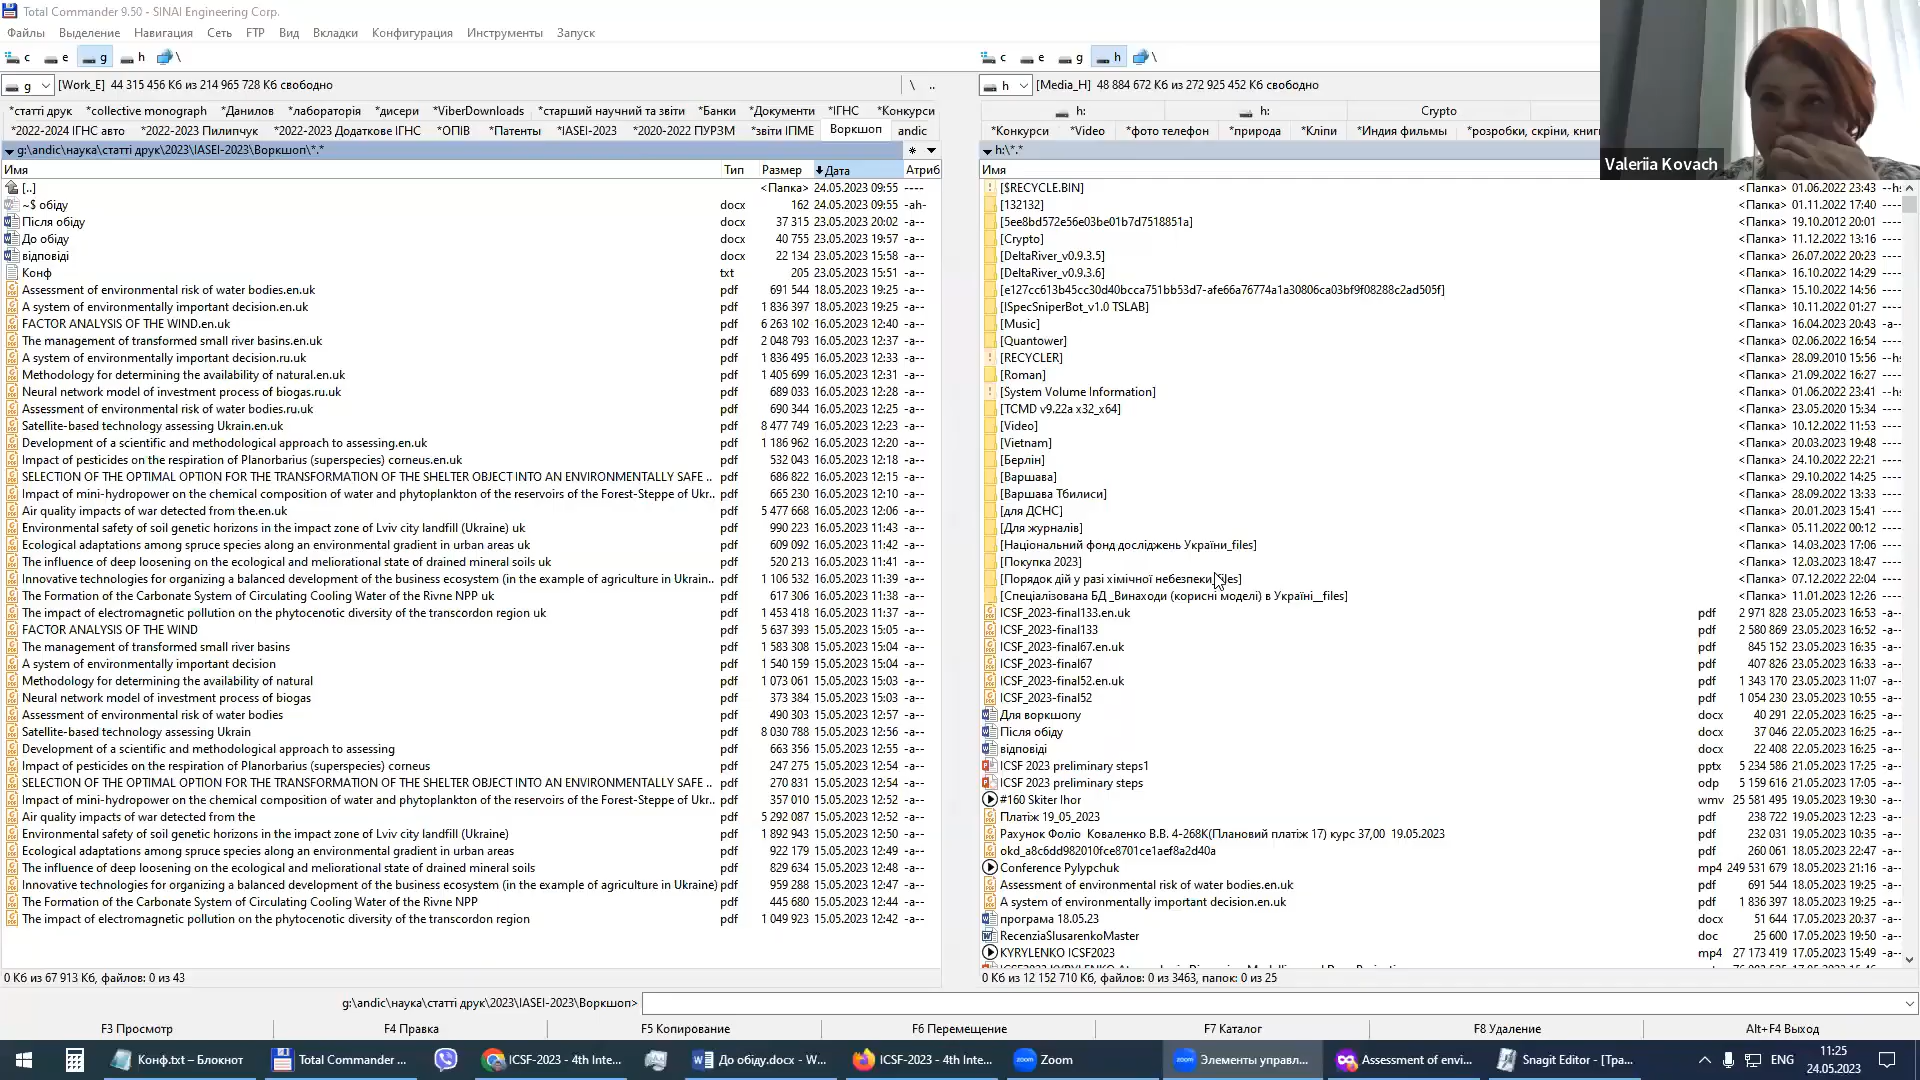 Total Commander 9.50 - SINAI Engineering Corp.
Файлы Выделение Навигация Сеть FTP Вид Вкладки Конфигурация Инструменты Запуск
c e g h \
c e g h \
g [Work_E] 44 315 456 Кб из 214 965 728 Кб свободно \ ..
h [Media_H] 48 884 672 Кб из 272 925 452 Кб свободно
*статті друк *collective monograph *Данилов *лабораторія *дисери *ViberDownloads *старший научний та звіти *Банки *Документи *ІГНС *Конкурси
*2022-2024 ІГНС авто *2022-2023 Пилипчук *2022-2023 Додаткове ІГНС *ОПІВ *Патенты *IASEI-2023 *2020-2022 ПУРЗМ *звіти ІПМЕ Воркшоп andic
h: h: Crypto
*Конкурси *Video *фото телефон *природа *Кліпи *Индия фильмы *розробки, скріни, книги
Valeriia Kovach
g:\andic\наука\статті друк\2023\IASEI-2023\Воркшоп\*.* *
Имя Тип Размер Дата Атриб
[..] <Папка> 24.05.2023 09:55 ----
~$ обіду docx 162 24.05.2023 09:55 -ah-
Після обіду docx 37 315 23.05.2023 20:02 -a--
До обіду docx 40 755 23.05.2023 19:57 -a--
відповіді docx 22 134 23.05.2023 15:58 -a--
Конф txt 205 23.05.2023 15:51 -a--
Assessment of environmental risk of water bodies.en.uk pdf 691 544 18.05.2023 19:25 -a--
A system of environmentally important decision.en.uk pdf 1 836 397 18.05.2023 19:25 -a--
FACTOR ANALYSIS OF THE WIND.en.uk pdf 6 263 102 16.05.2023 12:40 -a--
The management of transformed small river basins.en.uk pdf 2 048 793 16.05.2023 12:37 -a--
A system of environmentally important decision.ru.uk pdf 1 836 495 16.05.2023 12:33 -a--
Methodology for determining the availability of natural.en.uk pdf 1 405 699 16.05.2023 12:31 -a--
Neural network model of investment process of biogas.ru.uk pdf 689 033 16.05.2023 12:28 -a--
Assessment of environmental risk of water bodies.ru.uk pdf 690 344 16.05.2023 12:25 -a--
Satellite-based technology assessing Ukrain.en.uk pdf 8 477 749 16.05.2023 12:23 -a--
Development of a scientific and methodological approach to assessing.en.uk pdf 1 186 962 16.05.2023 12:20 -a--
Impact of pesticides on the respiration of Planorbarius (superspecies) corneus.en.uk pdf 532 043 16.05.2023 12:18 -a--
SELECTION OF THE OPTIMAL OPTION FOR THE TRANSFORMATION OF THE SHELTER OBJECT INTO AN ENVIRONMENTALLY SAFE .. pdf 686 822 16.05.2023 12:15 -a--
Impact of mini-hydropower on the chemical composition of water and phytoplankton of the reservoirs of the Forest-Steppe of Ukr.. pdf 665 230 16.05.2023 12:10 -a--
Air quality impacts of war detected from the.en.uk pdf 5 477 668 16.05.2023 12:06 -a--
Environmental safety of soil genetic horizons in the impact zone of Lviv city landfill (Ukraine) uk pdf 990 223 16.05.2023 11:43 -a--
Ecological adaptations among spruce species along an environmental gradient in urban areas uk pdf 609 092 16.05.2023 11:42 -a--
The influence of deep loosening on the ecological and meliorational state of drained mineral soils uk pdf 520 213 16.05.2023 11:41 -a--
Innovative technologies for organizing a balanced development of the business ecosystem (in the example of agriculture in Ukrain.. pdf 1 106 532 16.05.2023 11:39 -a--
The Formation of the Carbonate System of Circulating Cooling Water of the Rivne NPP uk pdf 617 306 16.05.2023 11:38 -a--
The impact of electromagnetic pollution on the phytocenotic diversity of the transcordon region uk pdf 1 453 418 16.05.2023 11:37 -a--
FACTOR ANALYSIS OF THE WIND pdf 5 637 393 15.05.2023 15:05 -a--
The management of transformed small river basins pdf 1 583 308 15.05.2023 15:04 -a--
A system of environmentally important decision pdf 1 540 159 15.05.2023 15:04 -a--
Methodology for determining the availability of natural pdf 1 073 061 15.05.2023 15:03 -a--
Neural network model of investment process of biogas pdf 373 384 15.05.2023 15:03 -a--
Assessment of environmental risk of water bodies pdf 490 303 15.05.2023 12:57 -a--
Satellite-based technology assessing Ukrain pdf 8 030 788 15.05.2023 12:56 -a--
Development of a scientific and methodological approach to assessing pdf 663 356 15.05.2023 12:55 -a--
Impact of pesticides on the respiration of Planorbarius (superspecies) corneus pdf 247 275 15.05.2023 12:54 -a--
SELECTION OF THE OPTIMAL OPTION FOR THE TRANSFORMATION OF THE SHELTER OBJECT INTO AN ENVIRONMENTALLY SAFE .. pdf 270 831 15.05.2023 12:54 -a--
Impact of mini-hydropower on the chemical composition of water and phytoplankton of the reservoirs of the Forest-Steppe of Ukr.. pdf 357 010 15.05.2023 12:52 -a--
Air quality impacts of war detected from the pdf 5 292 087 15.05.2023 12:52 -a--
Environmental safety of soil genetic horizons in the impact zone of Lviv city landfill (Ukraine) pdf 1 892 943 15.05.2023 12:50 -a--
Ecological adaptations among spruce species along an environmental gradient in urban areas pdf 922 179 15.05.2023 12:49 -a--
The influence of deep loosening on the ecological and meliorational state of drained mineral soils pdf 829 634 15.05.2023 12:48 -a--
Innovative technologies for organizing a balanced development of the business ecosystem (in the example of agriculture in Ukraine) pdf 959 288 15.05.2023 12:47 -a--
The Formation of the Carbonate System of Circulating Cooling Water of the Rivne NPP pdf 445 680 15.05.2023 12:44 -a--
The impact of electromagnetic pollution on the phytocenotic diversity of the transcordon region pdf 1 049 923 15.05.2023 12:42 -a--
0 Кб из 67 913 Кб, файлов: 0 из 43
h:\*.*
Имя
[$RECYCLE.BIN] <Папка> 01.06.2022 23:43 --hs
[132132] <Папка> 01.11.2022 17:40 ----
[5ee8bd572e56e03be01b7d7518851a] <Папка> 19.10.2012 20:01 ----
[Crypto] <Папка> 11.12.2022 13:16 ----
[DeltaRiver_v0.9.3.5] <Папка> 26.07.2022 20:23 ----
[DeltaRiver_v0.9.3.6] <Папка> 16.10.2022 14:29 ----
[e127cc613b45cc30d40bcca751bb53d7-afe66a76774a1a30806ca03bf9f08288c2ad505f] <Папка> 15.10.2022 14:56 ----
[ISpecSniperBot_v1.0 TSLAB] <Папка> 10.11.2022 01:27 ----
[Music] <Папка> 16.04.2023 20:43 -a--
[Quantower] <Папка> 02.06.2022 16:54 ----
[RECYCLER] <Папка> 28.09.2010 15:56 --hs
[Roman] <Папка> 21.09.2022 16:27 ----
[System Volume Information] <Папка> 01.06.2022 23:41 --hs
[TCMD v9.22a x32_x64] <Папка> 23.05.2020 15:34 ----
[Video] <Папка> 10.12.2022 11:53 ----
[Vietnam] <Папка> 20.03.2023 19:48 ----
[Берлін] <Папка> 24.10.2022 22:21 ----
[Варшава] <Папка> 29.10.2022 14:25 ----
[Варшава Тбилиси] <Папка> 28.09.2022 13:33 ----
[для ДСНС] <Папка> 20.01.2023 15:41 ----
[Для журналів] <Папка> 05.11.2022 00:12 ----
[Національний фонд досліджень України_files] <Папка> 14.03.2023 17:06 ----
[Покупка 2023] <Папка> 12.03.2023 18:47 ----
[Порядок дій у разі хімічної небезпеки_files] <Папка> 07.12.2022 22:04 ----
[Спеціалізована БД _Винаходи (корисні моделі) в Україні__files] <Папка> 11.01.2023 12:26 ----
ICSF_2023-final133.en.uk pdf 2 971 828 23.05.2023 16:53 -a--
ICSF_2023-final133 pdf 2 580 869 23.05.2023 16:52 -a--
ICSF_2023-final67.en.uk pdf 845 152 23.05.2023 16:35 -a--
ICSF_2023-final67 pdf 407 826 23.05.2023 16:33 -a--
ICSF_2023-final52.en.uk pdf 1 343 170 23.05.2023 11:07 -a--
ICSF_2023-final52 pdf 1 054 230 23.05.2023 10:55 -a--
Для воркшопу docx 40 291 22.05.2023 16:25 -a--
Після обіду docx 37 046 22.05.2023 16:25 -a--
відповіді docx 22 408 22.05.2023 16:25 -a--
ICSF 2023 preliminary steps1 pptx 5 234 586 21.05.2023 17:25 -a--
ICSF 2023 preliminary steps odp 5 159 616 21.05.2023 17:05 -a--
#160 Skiter Ihor wmv 25 581 495 19.05.2023 19:30 -a--
Платіж 19_05_2023 pdf 238 722 19.05.2023 12:23 -a--
Рахунок Фоліо Коваленко В.В. 4-268К(Плановий платіж 17) курс 37,00 19.05.2023 pdf 232 031 19.05.2023 10:35 -a--
okd_a8c6dd982010fce8701ce1aef8a2d40a pdf 260 061 18.05.2023 22:47 -a--
Conference Pylypchuk mp4 249 531 679 18.05.2023 21:16 -a--
Assessment of environmental risk of water bodies.en.uk pdf 691 544 18.05.2023 19:25 -a--
A system of environmentally important decision.en.uk pdf 1 836 397 18.05.2023 19:25 -a--
програма 18.05.23 docx 51 644 17.05.2023 20:37 -a--
RecenziaSlusarenkoMaster doc 25 600 17.05.2023 19:50 -a--
KYRYLENKO ICSF2023 mp4 27 173 419 17.05.2023 15:49 -a--
0 Кб из 12 152 710 Кб, файлов: 0 из 3463, папок: 0 из 25
g:\andic\наука\статті друк\2023\IASEI-2023\Воркшоп>
F3 Просмотр F4 Правка F5 Копирование F6 Перемещение F7 Каталог F8 Удаление Alt+F4 Выход
Конф.txt – Блокнот Total Commander ... ICSF-2023 - 4th Inte... До обіду.docx - W... ICSF-2023 - 4th Inte... Zoom Элементы управл... Assessment of envi... Snagit Editor - [Тра... ENG 11:25
24.05.2023